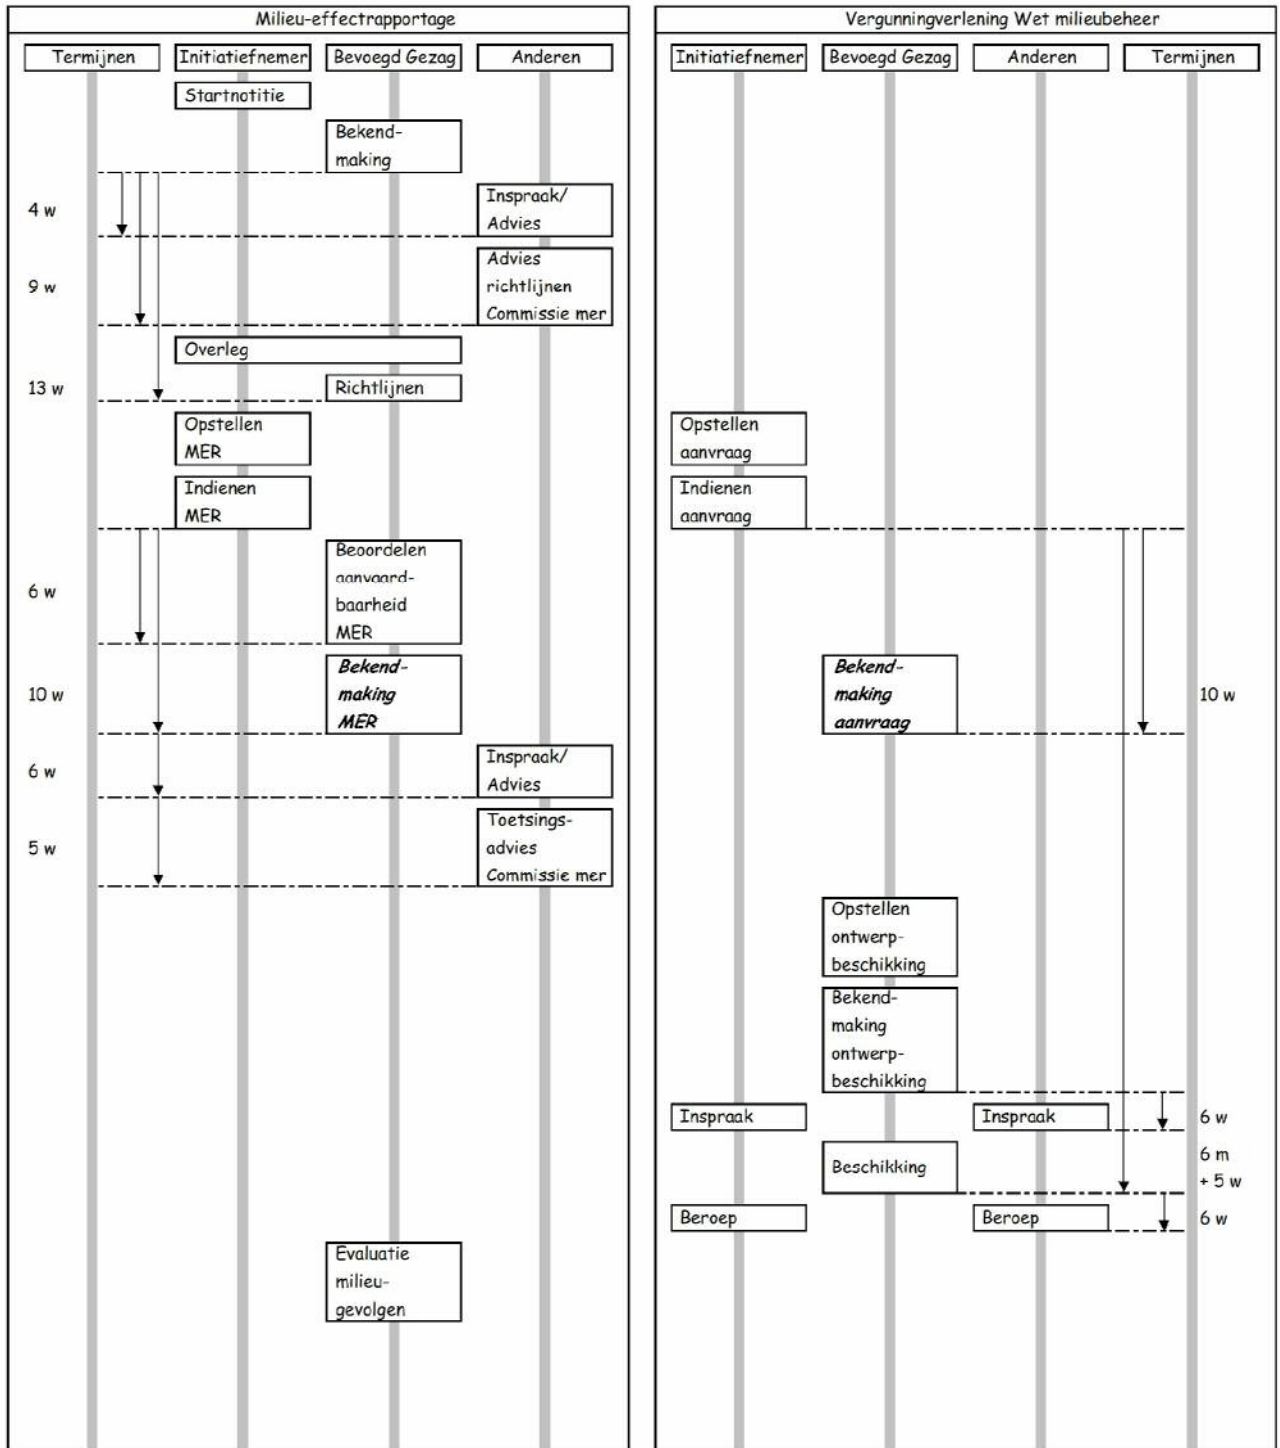 Milieu-effectrapportage
Termijnen
Initiatiefnemer
Bevoegd Gezag
Anderen
Startnotitie
Bekend-
making
4 w
Inspraak/
Advies
9 w
Advies
richtlijnen
Commissie mer
Overleg
13 w
Richtlijnen
Opstellen
MER
Indienen
MER
6 w
Beoordelen
aanvaard-
baarheid
MER
10 w
Bekend-
making
MER
6 w
Inspraak/
Advies
5 w
Toetsings-
advies
Commissie mer
Evaluatie
milieu-
gevolgen
Vergunningverlening Wet milieubeheer
Initiatiefnemer
Bevoegd Gezag
Anderen
Termijnen
Opstellen
aanvraag
Indienen
aanvraag
Bekend-
making
aanvraag
10 w
Opstellen
ontwerp-
beschikking
Bekend-
making
ontwerp-
beschikking
Inspraak
Inspraak
6 w
Beschikking
6 m
+ 5 w
Beroep
Beroep
6 w